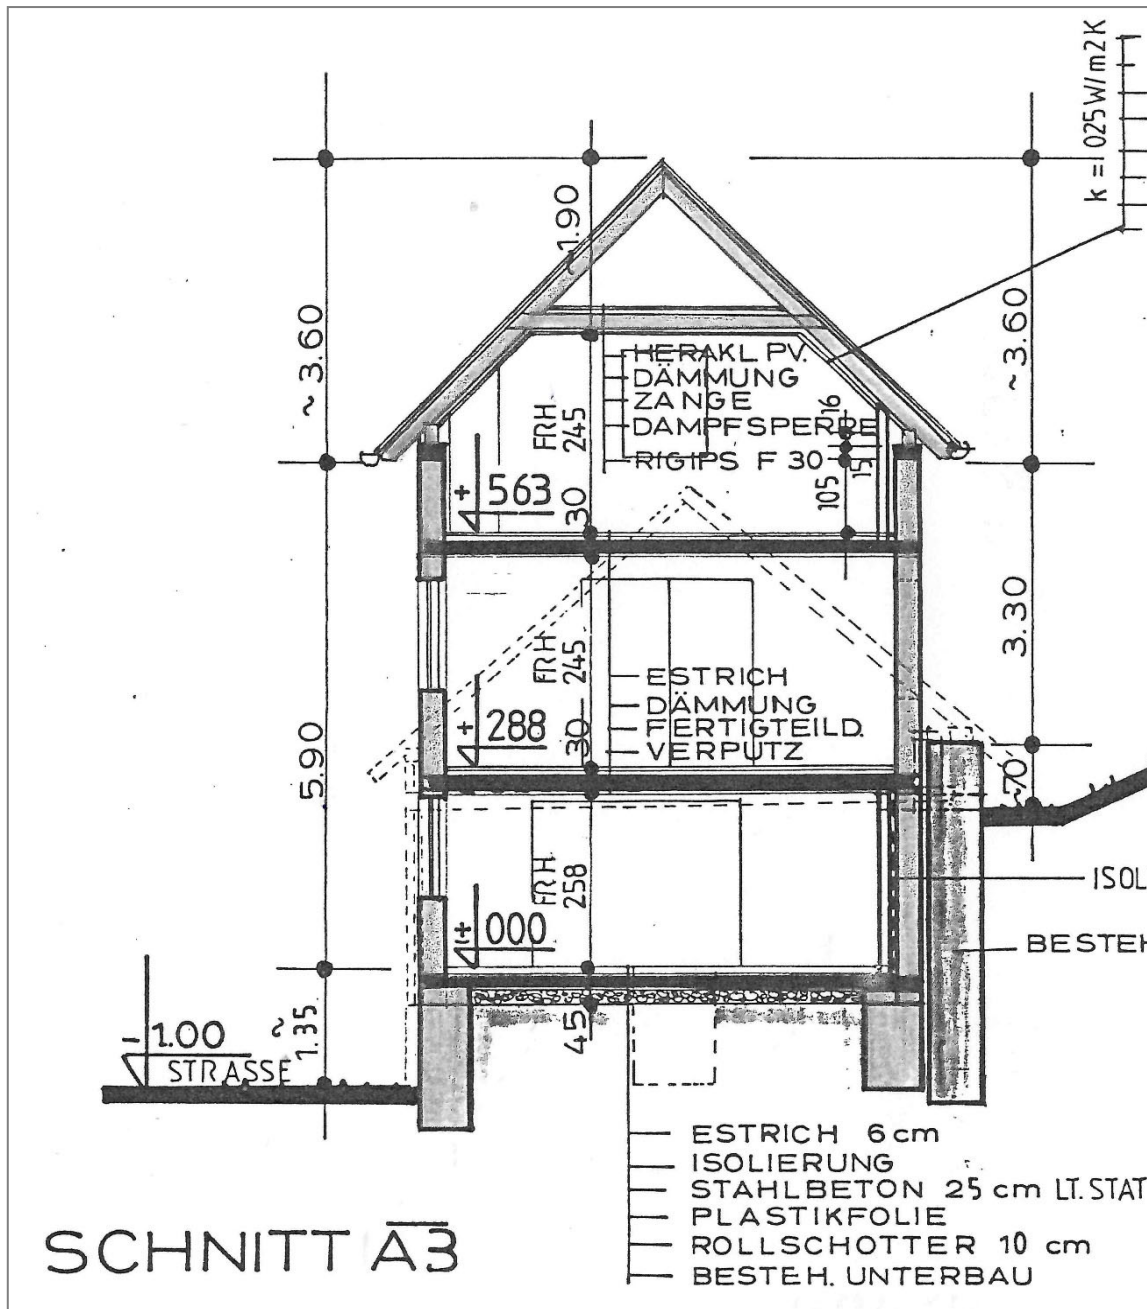 k = 025 W/m2K
1.90
~3.60
~3.60
HERAKL. PV.
DÄMMUNG
ZANGE
DAMPFSPERRE
RIGIPS F 30
FRH
245
16
15
105
+ 563
30
3.30
FRH
245
ESTRICH
DÄMMUNG
FERTIGTEILD.
VERPUTZ
+ 288
30
5.90
~70
FRH
258
ISOL
± 000
BESTEH
- 1.00
STRASSE
~1.35
45
ESTRICH 6 cm
ISOLIERUNG
STAHLBETON 25 cm LT. STAT
PLASTIKFOLIE
ROLLSCHOTTER 10 cm
BESTEH. UNTERBAU
SCHNITT